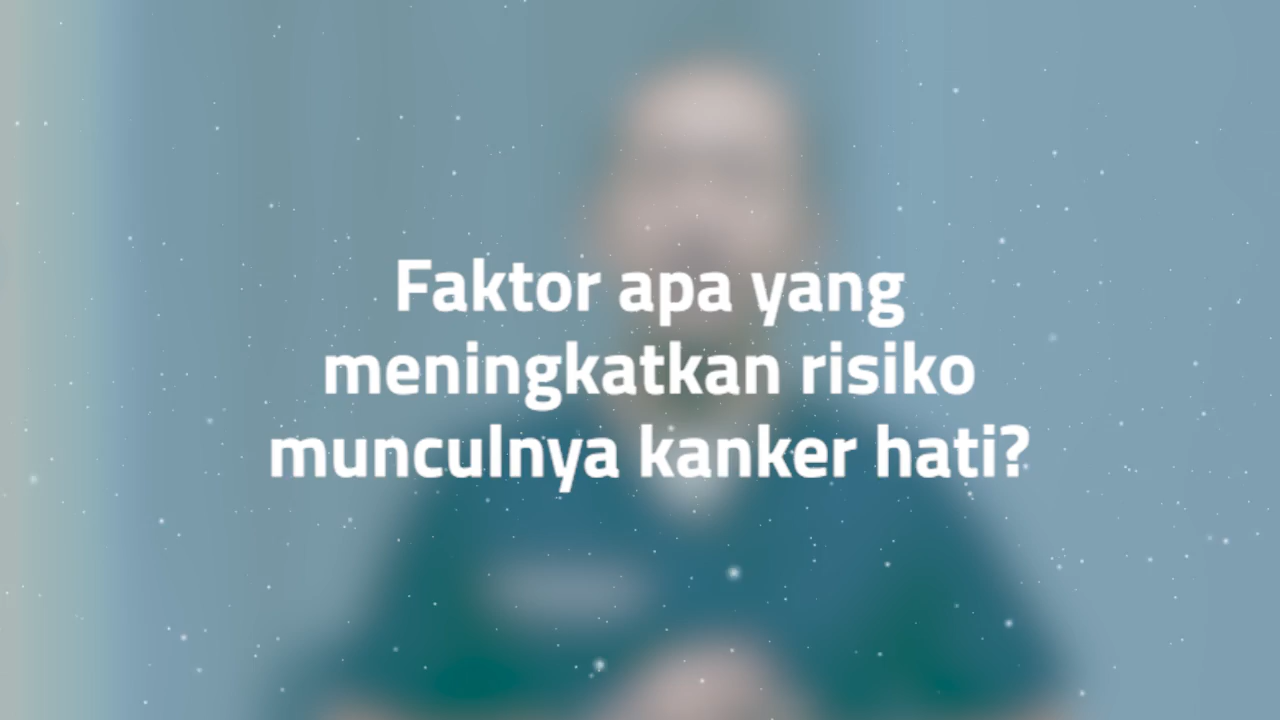 Faktor apa yang
meningkatkan risiko
munculnya kanker hati?